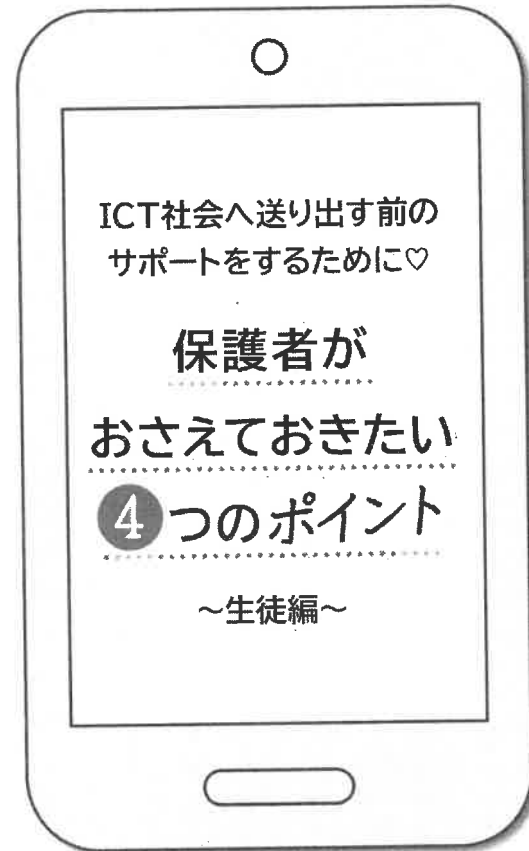 ICT社会へ送り出す前の
サポートをするために♡
保護者が
おさえておきたい
4つのポイント
～生徒編～